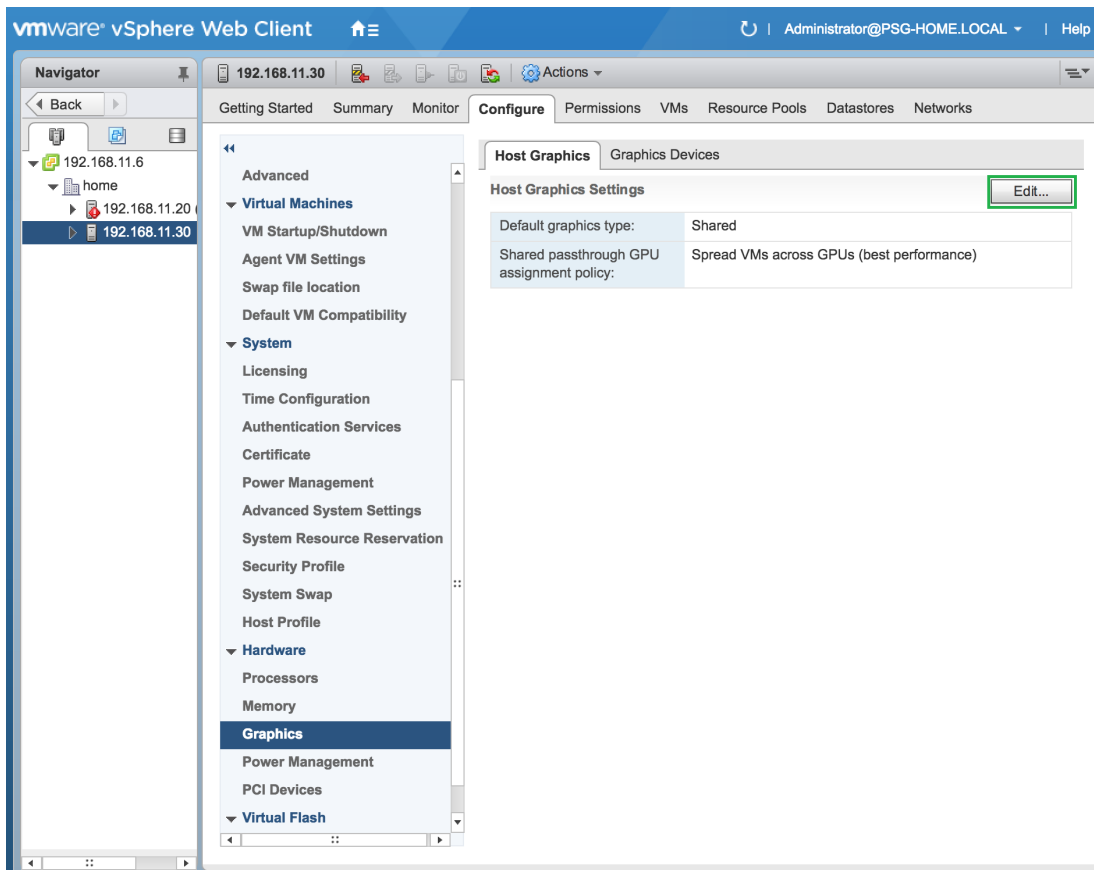 vmware® vSphere Web Client
Administrator@PSG-HOME.LOCAL
Help
Navigator
Back
192.168.11.6
home
192.168.11.20
192.168.11.30
192.168.11.30
Actions
Getting Started Summary Monitor Configure Permissions VMs Resource Pools Datastores Networks
Advanced
Virtual Machines
VM Startup/Shutdown
Agent VM Settings
Swap file location
Default VM Compatibility
System
Licensing
Time Configuration
Authentication Services
Certificate
Power Management
Advanced System Settings
System Resource Reservation
Security Profile
System Swap
Host Profile
Hardware
Processors
Memory
Graphics
Power Management
PCI Devices
Virtual Flash
Host Graphics Graphics Devices
Host Graphics Settings
Edit...
Default graphics type: Shared
Shared passthrough GPU
assignment policy:
Spread VMs across GPUs (best performance)